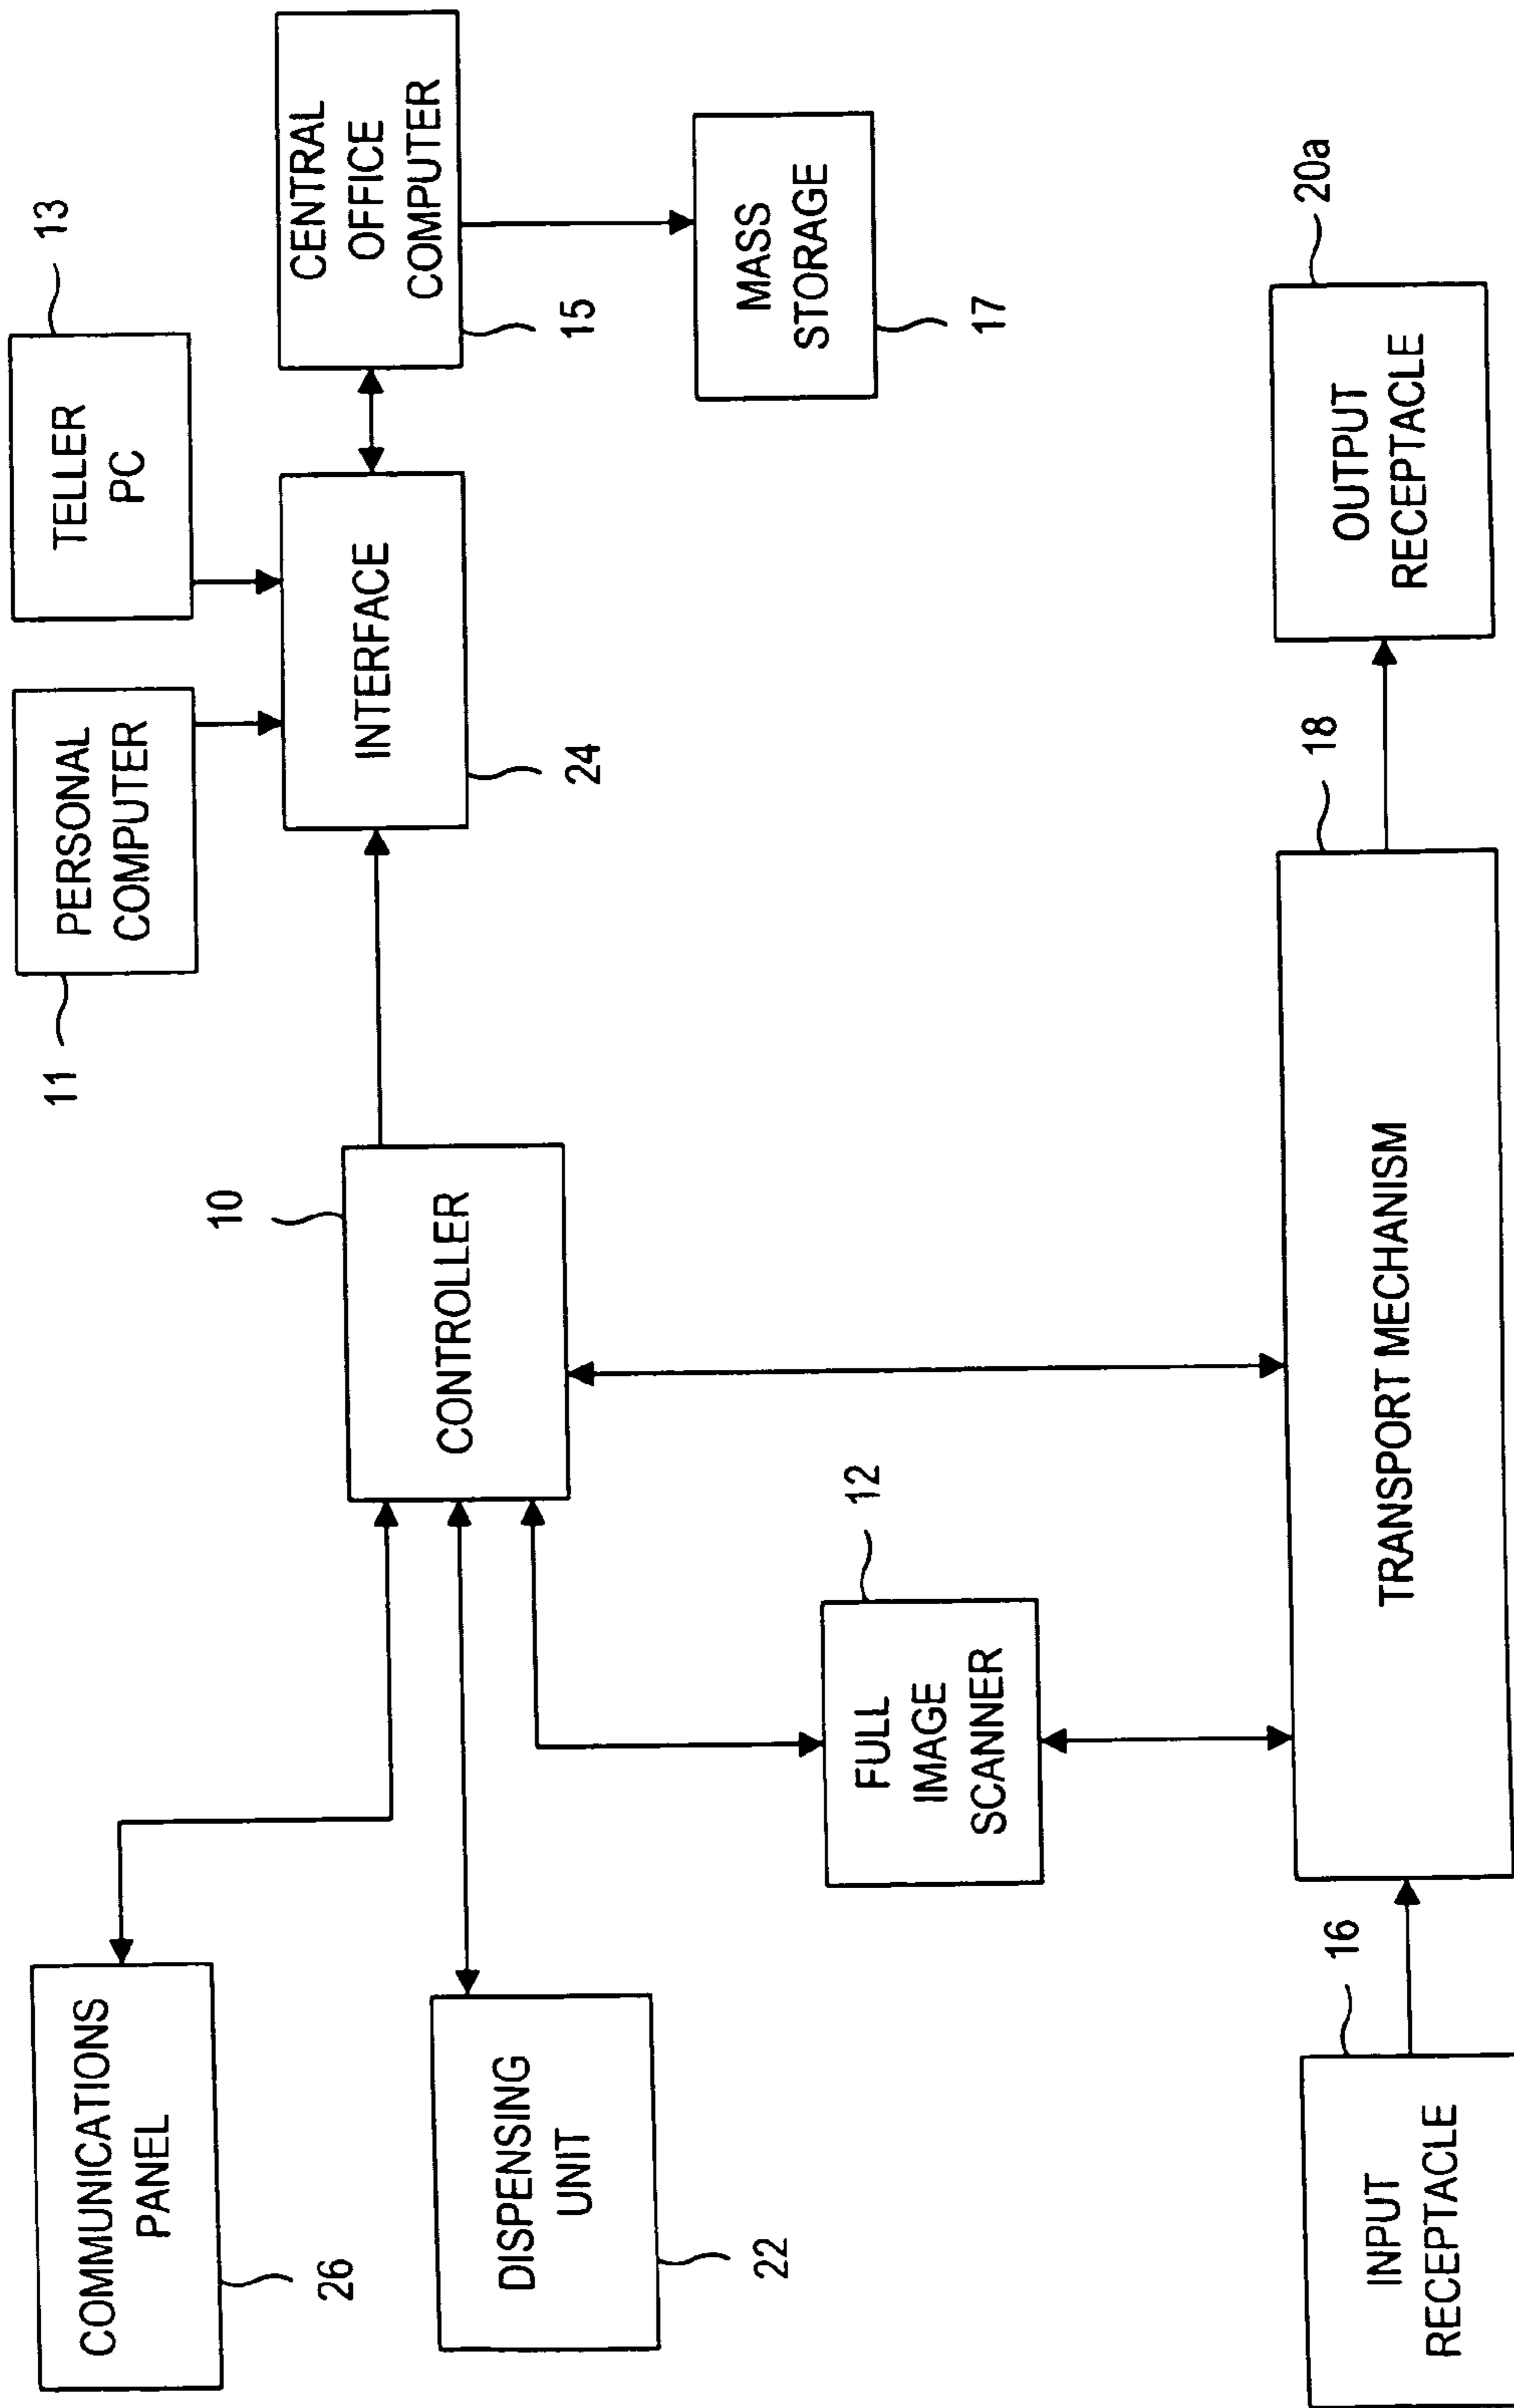 COMMUNICATIONS
PANEL
26
DISPENSING
UNIT
22
FULL
IMAGE
SCANNER
12
CONTROLLER
10
PERSONAL
COMPUTER
11
TELLER
PC
13
INTERFACE
24
CENTRAL
OFFICE
COMPUTER
15
MASS
STORAGE
17
INPUT
RECEPTACLE
16
TRANSPORT MECHANISM
18
OUTPUT
RECEPTACLE
20a